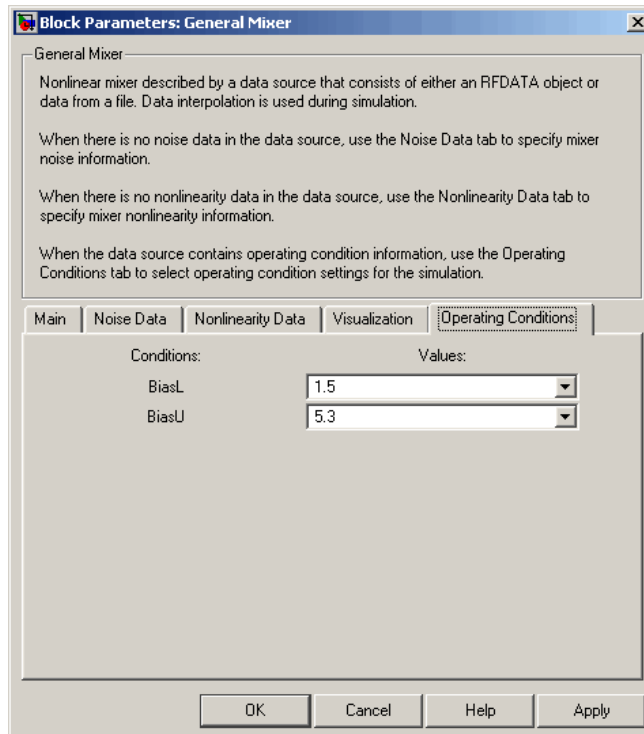 Block Parameters: General Mixer
General Mixer
Nonlinear mixer described by a data source that consists of either an RFDATA object or
data from a file. Data interpolation is used during simulation.
When there is no noise data in the data source, use the Noise Data tab to specify mixer
noise information.
When there is no nonlinearity data in the data source, use the Nonlinearity Data tab to
specify mixer nonlinearity information.
When the data source contains operating condition information, use the Operating
Conditions tab to select operating condition settings for the simulation.
Main Noise Data Nonlinearity Data Visualization Operating Conditions
Conditions: Values:
BiasL 1.5
BiasU 5.3
OK Cancel Help Apply